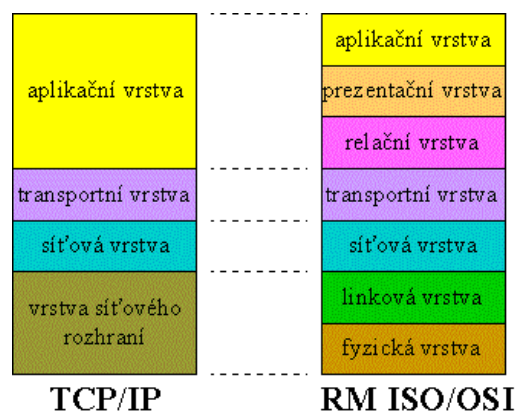 aplikační vrstva
transportní vrstva
síťová vrstva
vrstva síťového
rozhraní
TCP/IP
aplikační vrstva
prezentační vrstva
relační vrstva
transportní vrstva
síťová vrstva
linková vrstva
fyzická vrstva
RM ISO/OSI